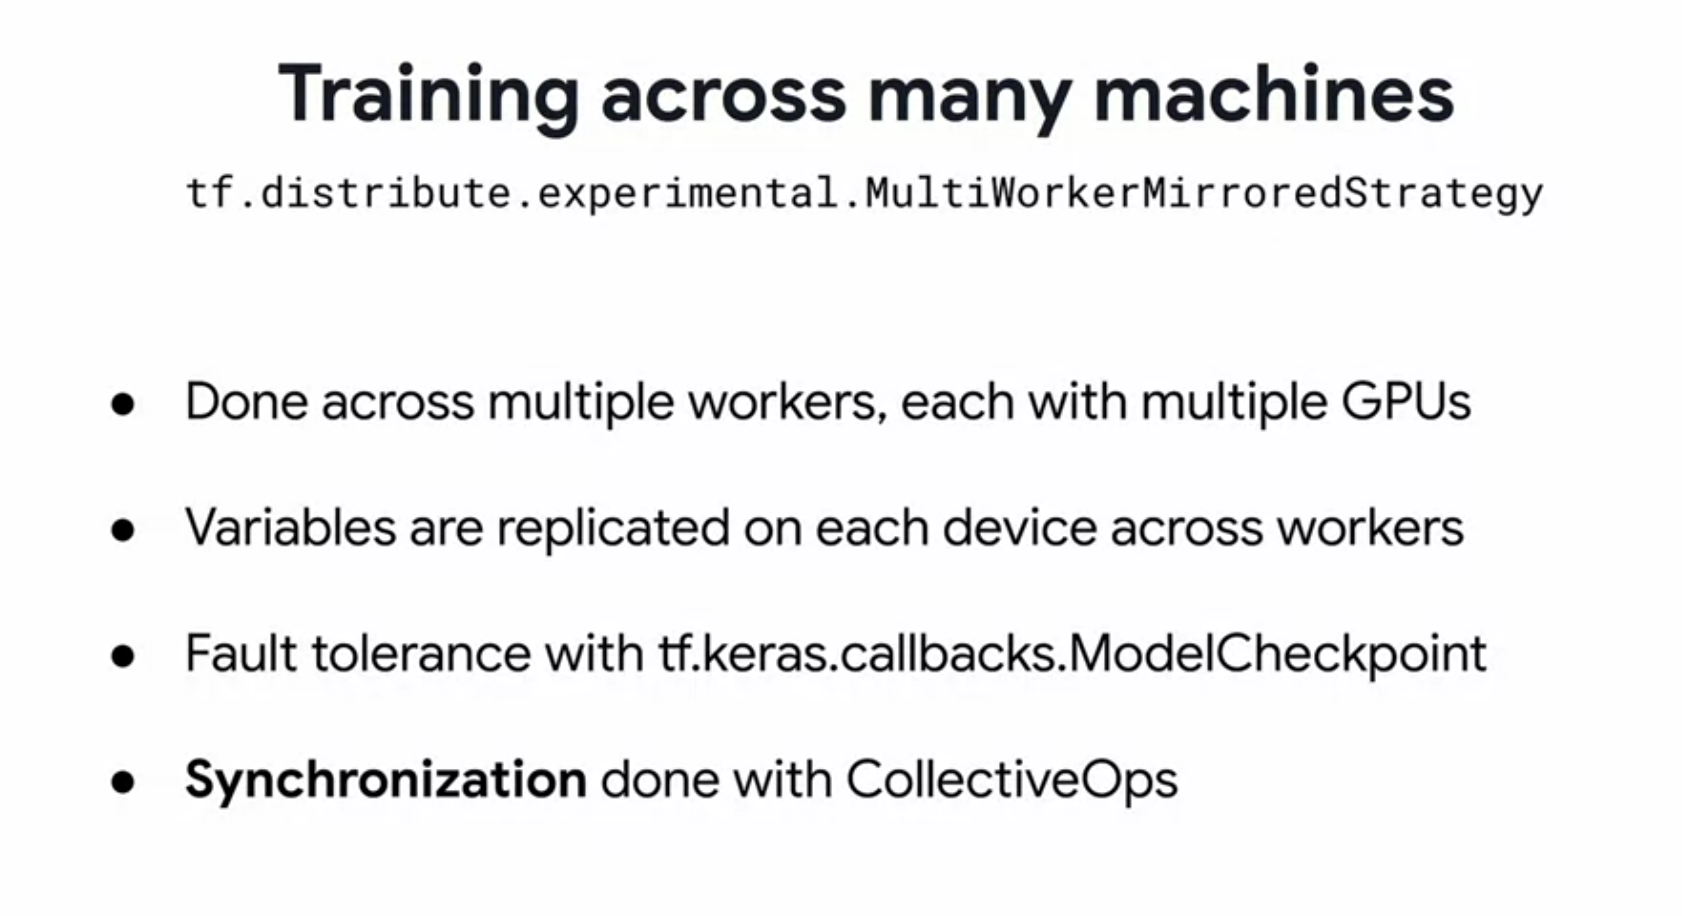 Training across many machines
tf.distribute.experimental.MultiWorkerMirroredStrategy
● Done across multiple workers, each with multiple GPUs
● Variables are replicated on each device across workers
● Fault tolerance with tf.keras.callbacks.ModelCheckpoint
● Synchronization done with CollectiveOps